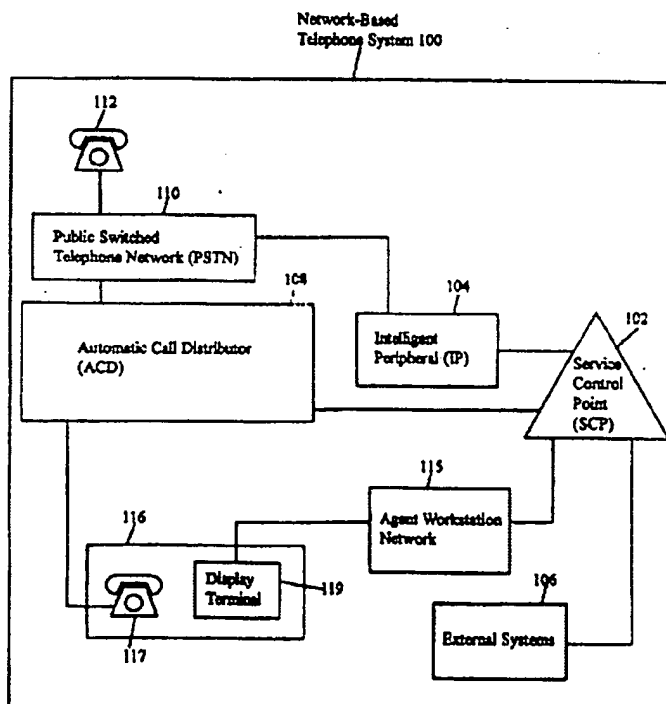 Network-Based
Telephone System 100
112
110
Public Switched
Telephone Network (PSTN)
108
Automatic Call Distributor
(ACD)
104
Intelligent
Peripheral (IP)
102
Service
Control
Point
(SCP)
115
Agent Workstation
Network
116
Display
Terminal
119
117
106
External Systems